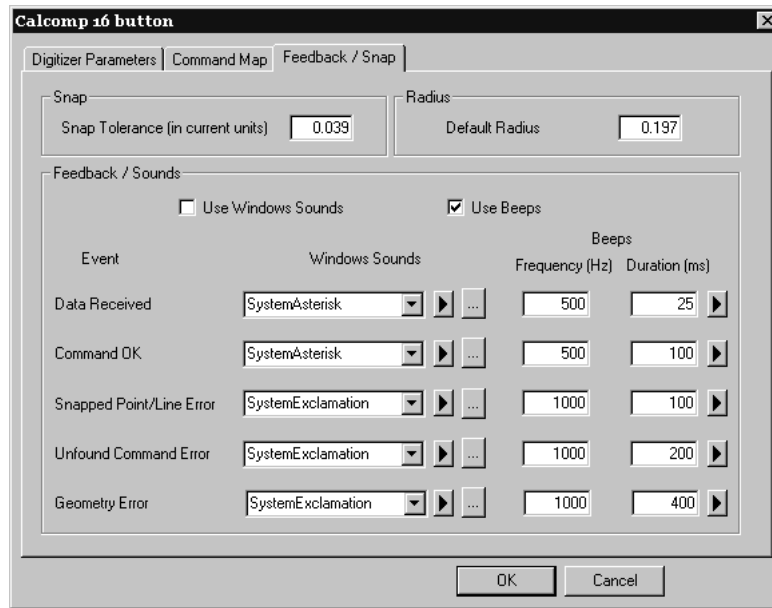 Calcomp 16 button
Digitizer Parameters Command Map Feedback / Snap
Snap Radius
Snap Tolerance (in current units) 0.039 Default Radius 0.197
Feedback / Sounds
Use Windows Sounds Use Beeps
Beeps
Event Windows Sounds Frequency (Hz) Duration (ms)
Data Received SystemAsterisk ... 500 25
Command OK SystemAsterisk ... 500 100
Snapped Point/Line Error SystemExclamation ... 1000 100
Unfound Command Error SystemExclamation ... 1000 200
Geometry Error SystemExclamation ... 1000 400
OK Cancel